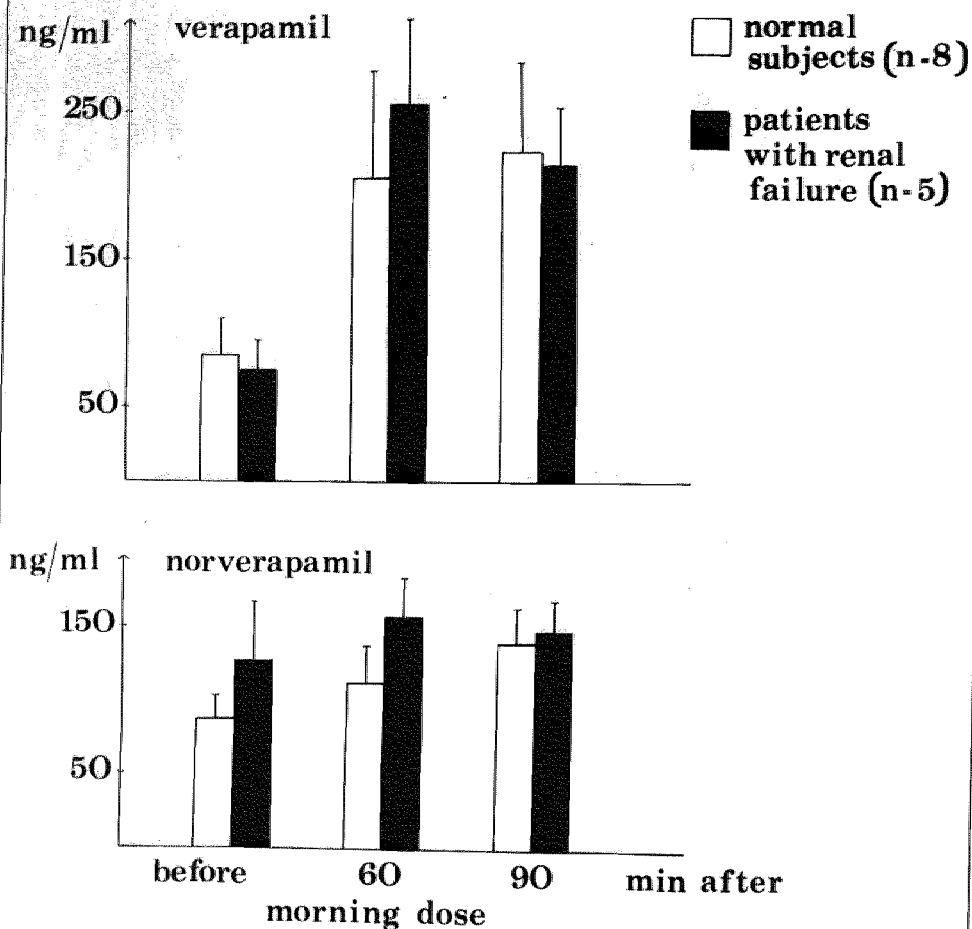 ng/ml verapamil
250
150
50
normal
subjects (n-8)
patients
with renal
failure (n-5)
ng/ml norverapamil
150
50
before 60 90 min after
morning dose